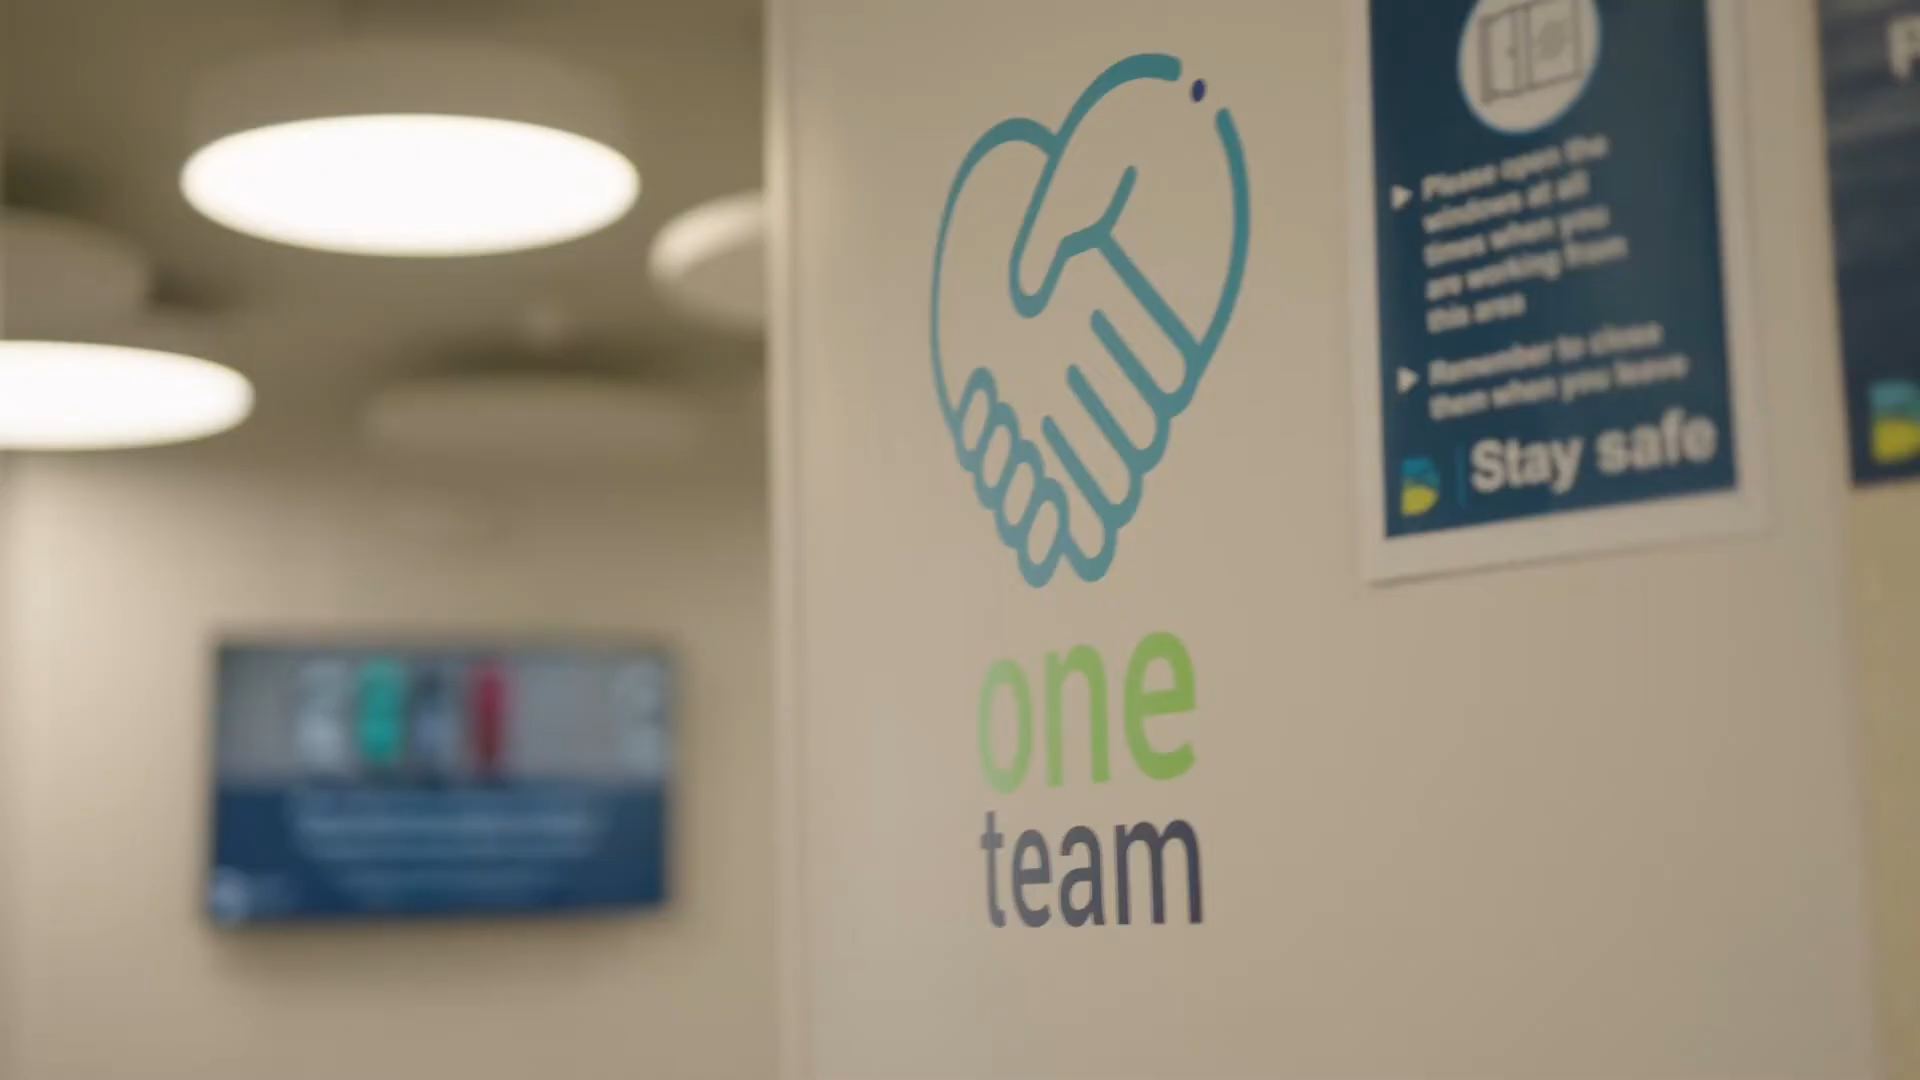 one
team
Please open the
windows at all
times when you
are working from
this area
Remember to close
them when you leave
Stay safe